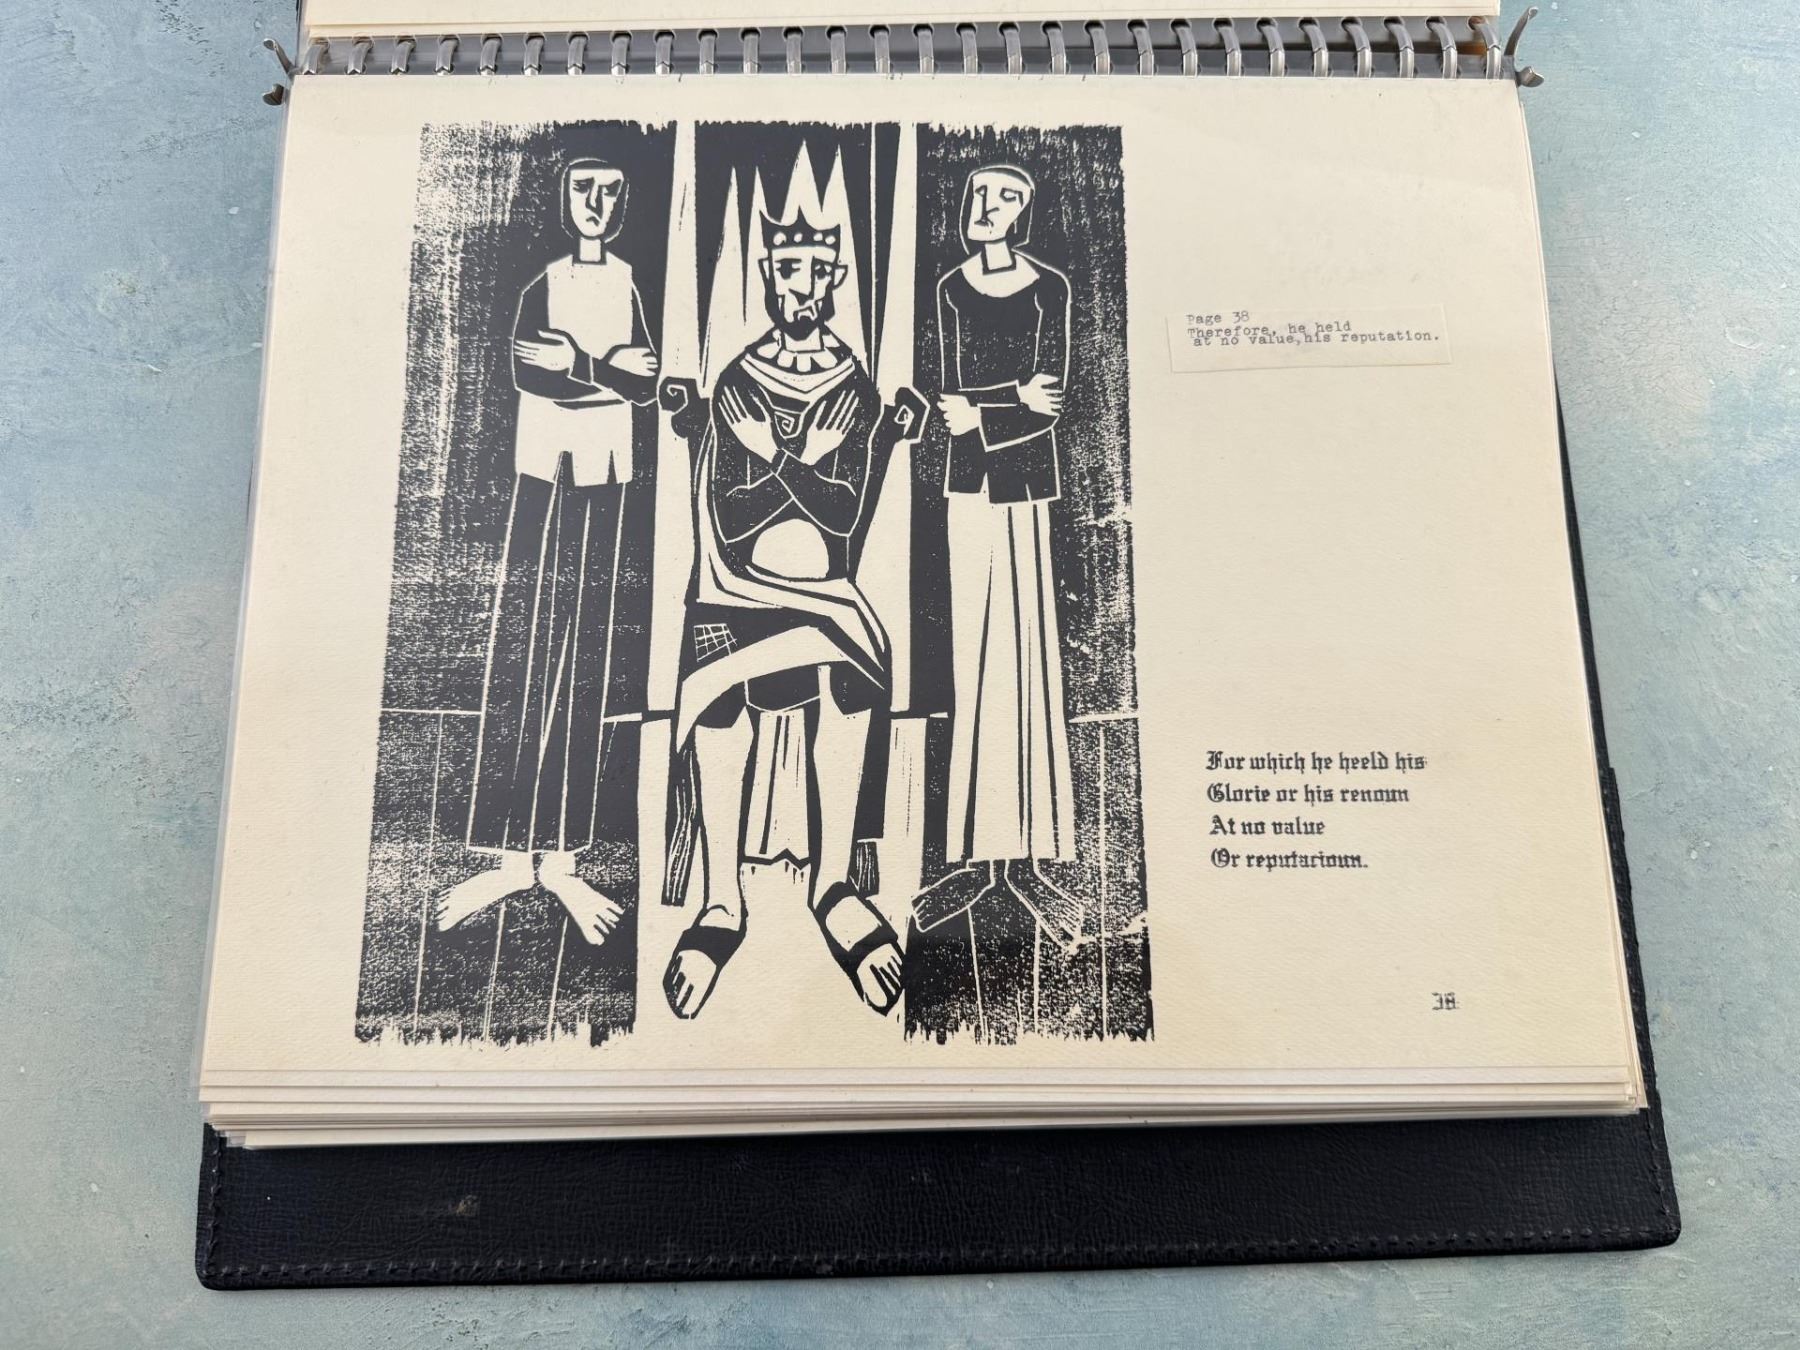 Page 38
Therefore, he held
at no value, his reputation.
For which he heeld his
Glorie or his renoun
At no value
Or reputacioun.
38